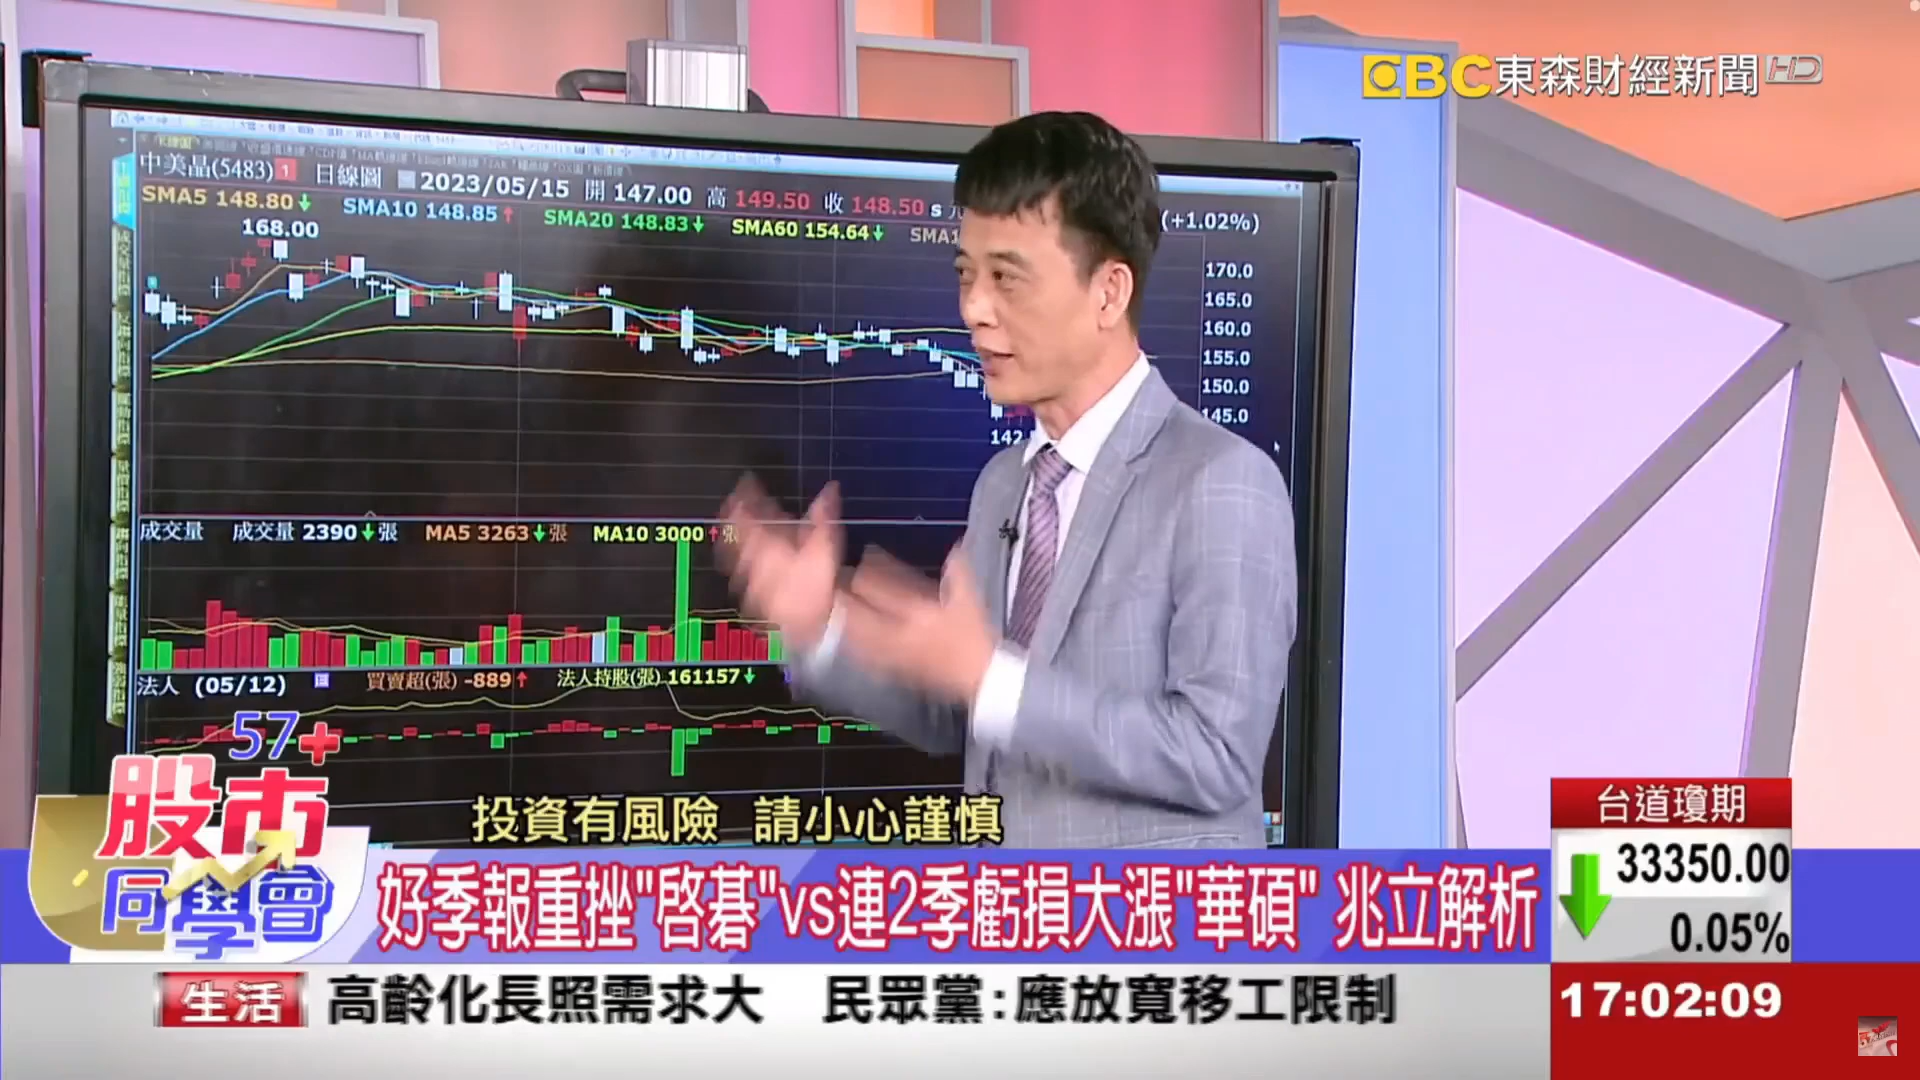 EBC東森財經新聞HD
中美晶(5483) 1 日線圖 2023/05/15 開 147.00 高 149.50 收 148.50 s 元 (+1.02%)
SMA5 148.80↓ SMA10 148.85↑ SMA20 148.83↓ SMA60 154.64↓ SMA1
168.00
170.0
165.0
160.0
155.0
150.0
145.0
142
成交量 成交量 2390↓張 MA5 3263↓張 MA10 3000↑張
法人 (05/12) 買賣超(張) -889↑ 法人持股(張) 161157↓
57+
股市
同學會
投資有風險 請小心謹慎
好季報重挫"啓碁"vs連2季虧損大漲"華碩" 兆立解析
台道瓊期
33350.00
0.05%
生活 高齡化長照需求大 民眾黨:應放寬移工限制
17:02:09